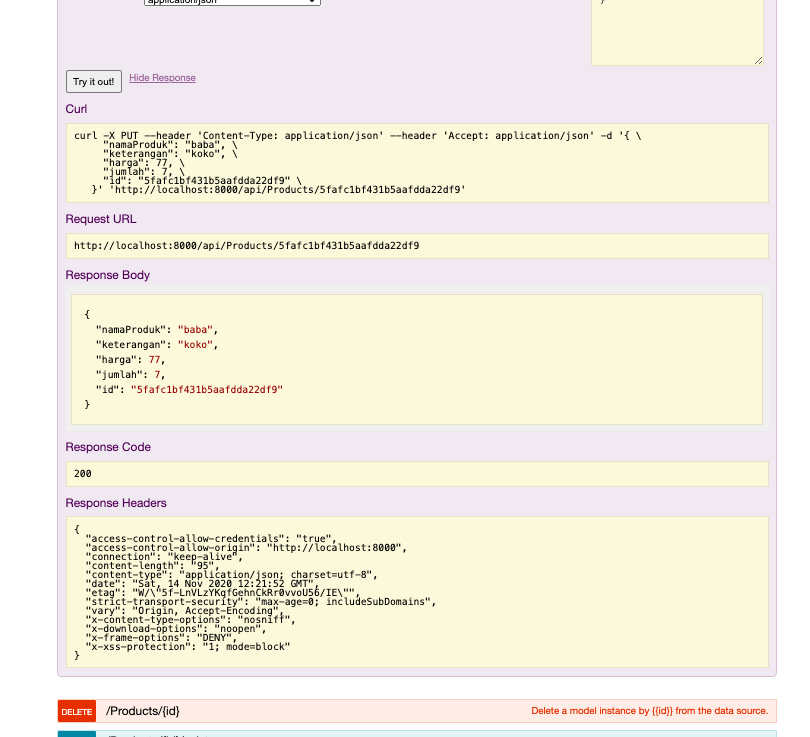 application/json
}
Try it out! Hide Response
Curl
curl -X PUT --header 'Content-Type: application/json' --header 'Accept: application/json' -d '{ \
"namaProduk": "baba", \
"keterangan": "koko", \
"harga": 77, \
"jumlah": 7, \
"id": "5fafc1bf431b5aafdda22df9" \
}' 'http://localhost:8000/api/Products/5fafc1bf431b5aafdda22df9'
Request URL
http://localhost:8000/api/Products/5fafc1bf431b5aafdda22df9
Response Body
{
"namaProduk": "baba",
"keterangan": "koko",
"harga": 77,
"jumlah": 7,
"id": "5fafc1bf431b5aafdda22df9"
}
Response Code
200
Response Headers
{
"access-control-allow-credentials": "true",
"access-control-allow-origin": "http://localhost:8000",
"connection": "keep-alive",
"content-length": "95",
"content-type": "application/json; charset=utf-8",
"date": "Sat, 14 Nov 2020 12:21:52 GMT",
"etag": "W/\"5f-LnVLzYKqfGehnCkRr0vvoU56/IE\"",
"strict-transport-security": "max-age=0; includeSubDomains",
"vary": "Origin, Accept-Encoding",
"x-content-type-options": "nosniff",
"x-download-options": "noopen",
"x-frame-options": "DENY",
"x-xss-protection": "1; mode=block"
}
DELETE /Products/{id} Delete a model instance by {{id}} from the data source.